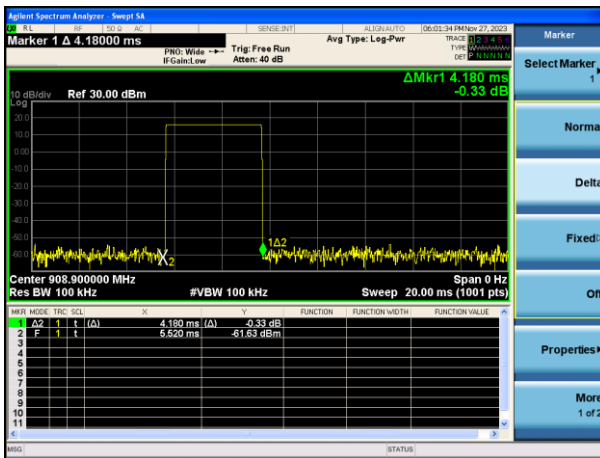 Agilent Spectrum Analyzer - Swept SA
RL RF 50 Ω AC SENSE:INT ALIGNAUTO 06:01:34 PM Nov 27, 2023
Marker 1 Δ 4.18000 ms
PNO: Wide
IFGain:Low
Trig: Free Run
Atten: 40 dB
Avg Type: Log-Pwr
TRACE 1 2 3 4 5 6
TYPE
DET P N N N N N
ΔMkr1 4.180 ms
-0.33 dB
10 dB/div Ref 30.00 dBm
Log
20.0
10.0
0.00
-10.0
-20.0
-30.0
-40.0
-50.0
-60.0
X2
1Δ2
Center 908.900000 MHz Span 0 Hz
Res BW 100 kHz #VBW 100 kHz Sweep 20.00 ms (1001 pts)
MKR MODE TRC SCL X Y FUNCTION FUNCTION WIDTH FUNCTION VALUE
1 Δ2 1 t (Δ) 4.180 ms (Δ) -0.33 dB
2 F 1 t 5.520 ms -61.63 dBm
3
4
5
6
7
8
9
10
11
MSG STATUS
Marker
Select Marker
1
Norma
Delta
Fixed
Of
Properties
More
1 of 2